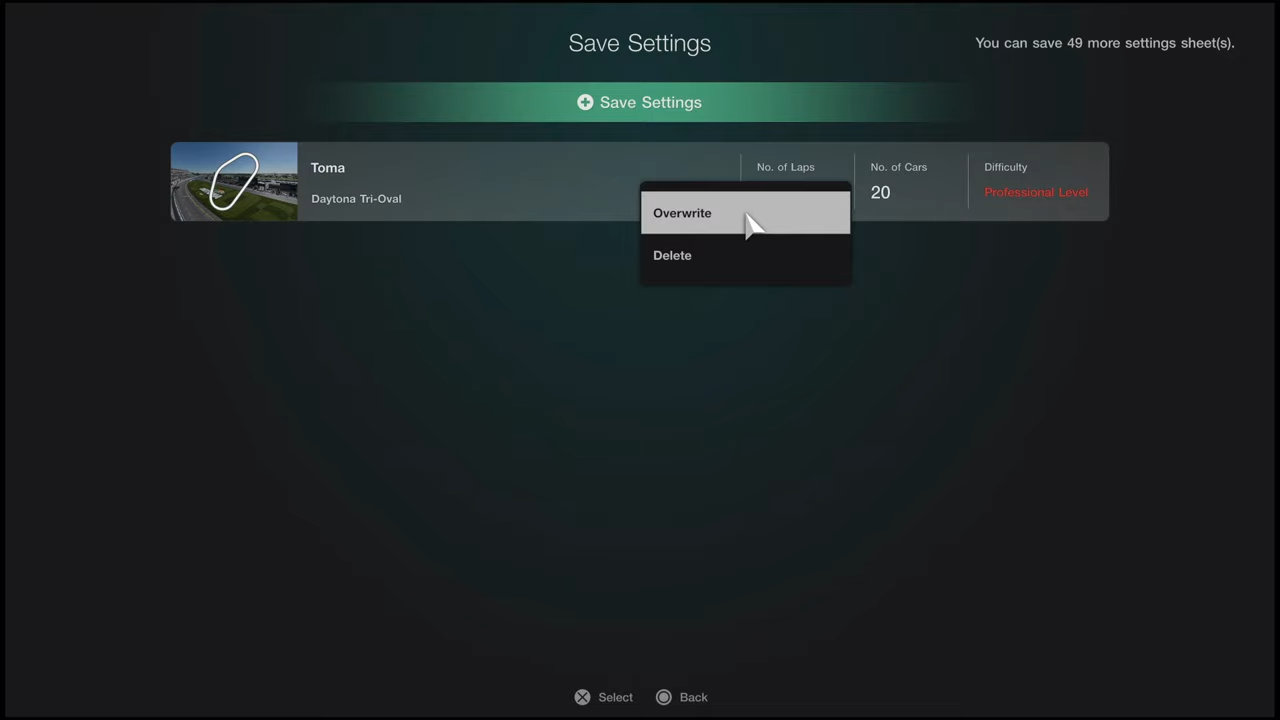 Save Settings
You can save 49 more settings sheet(s).
Save Settings
Toma
Daytona Tri-Oval
No. of Laps
No. of Cars
20
Difficulty
Professional Level
Overwrite
Delete
Select
Back